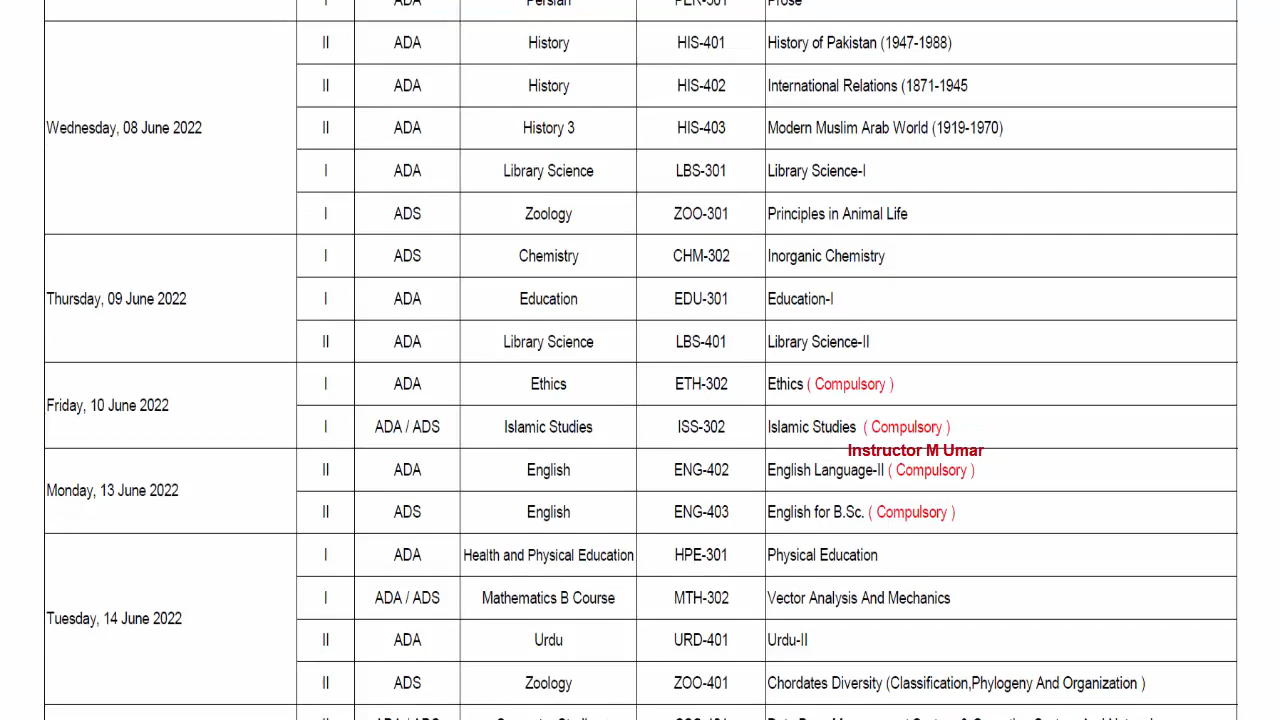 I ADA Persian PER-301 Prose
II ADA History HIS-401 History of Pakistan (1947-1988)
II ADA History HIS-402 International Relations (1871-1945
Wednesday, 08 June 2022 II ADA History 3 HIS-403 Modern Muslim Arab World (1919-1970)
I ADA Library Science LBS-301 Library Science-I
I ADS Zoology ZOO-301 Principles in Animal Life
I ADS Chemistry CHM-302 Inorganic Chemistry
Thursday, 09 June 2022 I ADA Education EDU-301 Education-I
II ADA Library Science LBS-401 Library Science-II
I ADA Ethics ETH-302 Ethics ( Compulsory )
Friday, 10 June 2022
I ADA / ADS Islamic Studies ISS-302 Islamic Studies ( Compulsory )
Instructor M Umar
II ADA English ENG-402 English Language-II ( Compulsory )
Monday, 13 June 2022
II ADS English ENG-403 English for B.Sc. ( Compulsory )
I ADA Health and Physical Education HPE-301 Physical Education
I ADA / ADS Mathematics B Course MTH-302 Vector Analysis And Mechanics
Tuesday, 14 June 2022
II ADA Urdu URD-401 Urdu-II
II ADS Zoology ZOO-401 Chordates Diversity (Classification,Phylogeny And Organization )